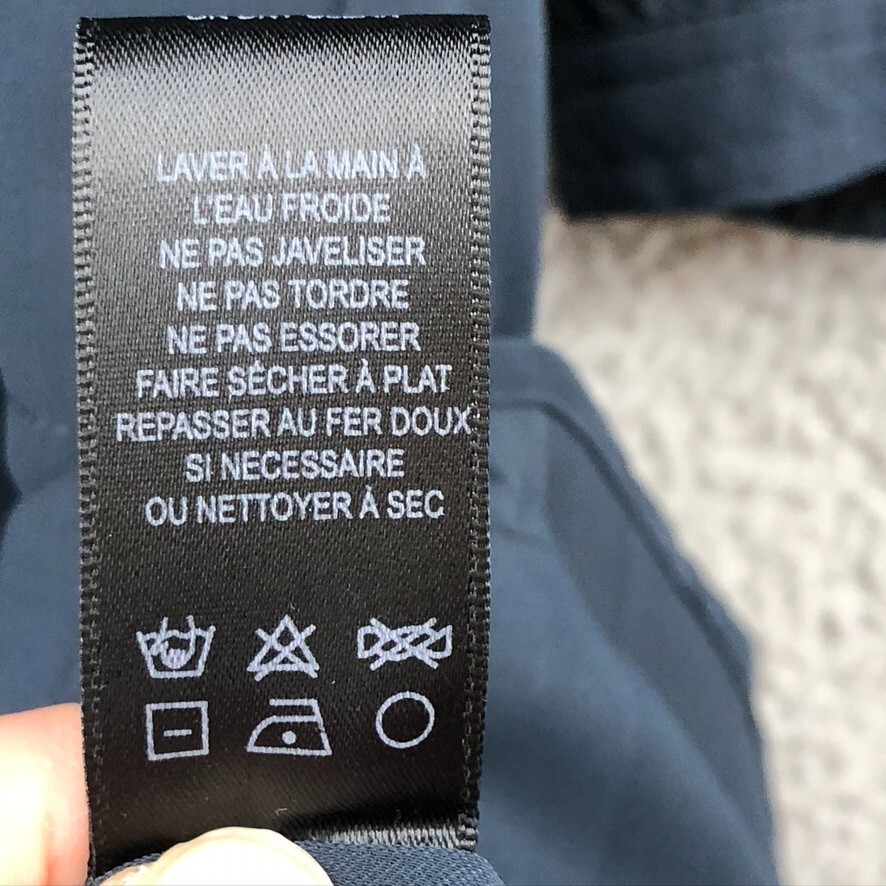 LAVER À LA MAIN À
L'EAU FROIDE
NE PAS JAVELISER
NE PAS TORDRE
NE PAS ESSORER
FAIRE SÉCHER À PLAT
REPASSER AU FER DOUX
SI NECESSAIRE
OU NETTOYER À SEC